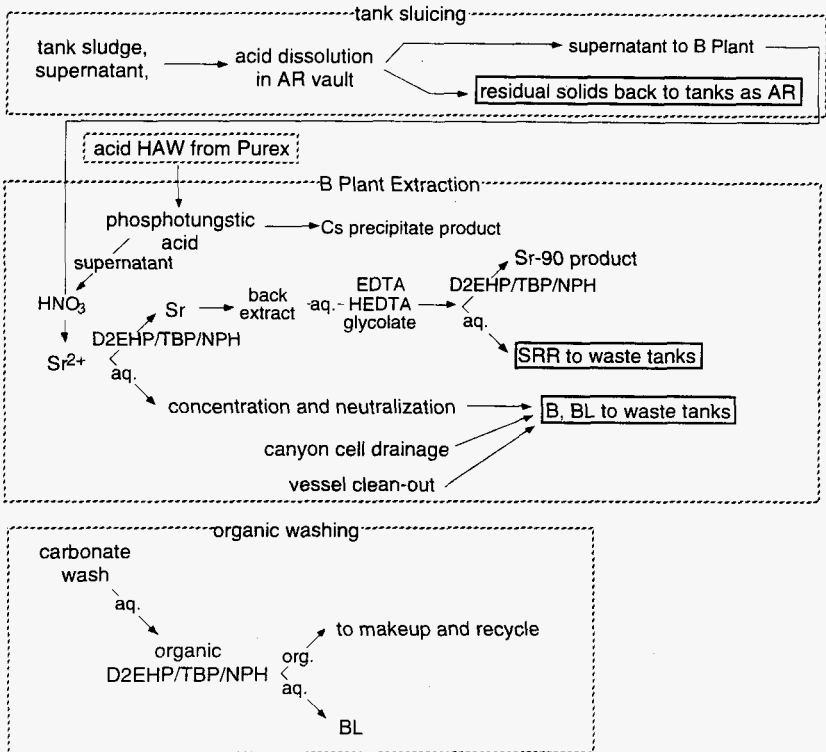 tank sluicing
tank sludge,
supernatant,
acid dissolution
in AR vault
supernatant to B Plant
residual solids back to tanks as AR
acid HAW from Purex
B Plant Extraction
phosphotungstic
acid
Cs precipitate product
supernatant
HNO3
Sr2+
Sr
D2EHP/TBP/NPH
aq.
back
extract
aq.
EDTA
HEDTA
glycolate
Sr-90 product
D2EHP/TBP/NPH
aq.
SRR to waste tanks
concentration and neutralization
B, BL to waste tanks
canyon cell drainage
vessel clean-out
organic washing
carbonate
wash
aq.
organic
D2EHP/TBP/NPH
org.
aq.
to makeup and recycle
BL